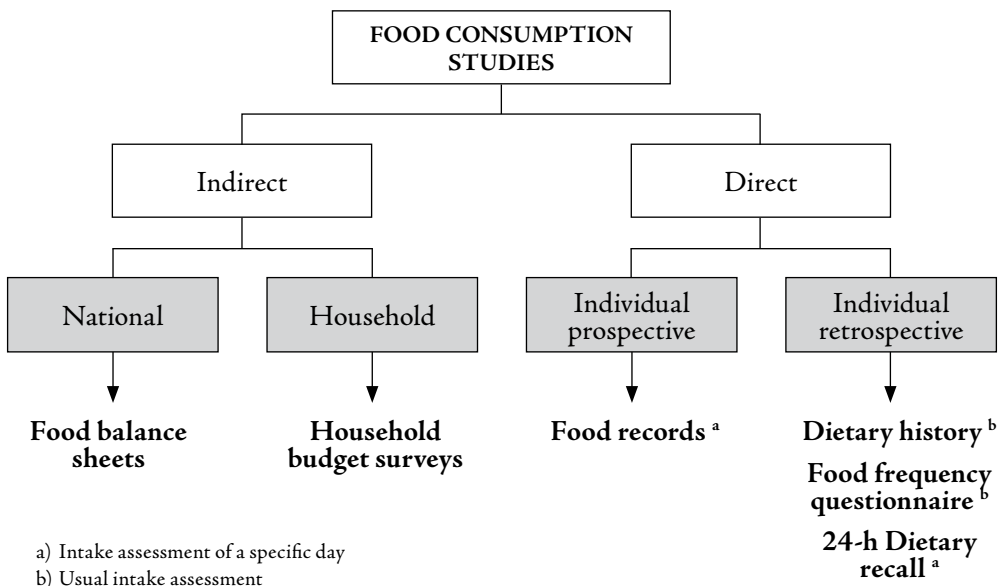 FOOD CONSUMPTION
STUDIES
Indirect
Direct
National
Household
Individual
prospective
Individual
retrospective
Food balance
sheets
Household
budget surveys
Food records ᵃ
Dietary history ᵇ
Food frequency
questionnaire ᵇ
24-h Dietary
recall ᵃ
a) Intake assessment of a specific day
b) Usual intake assessment